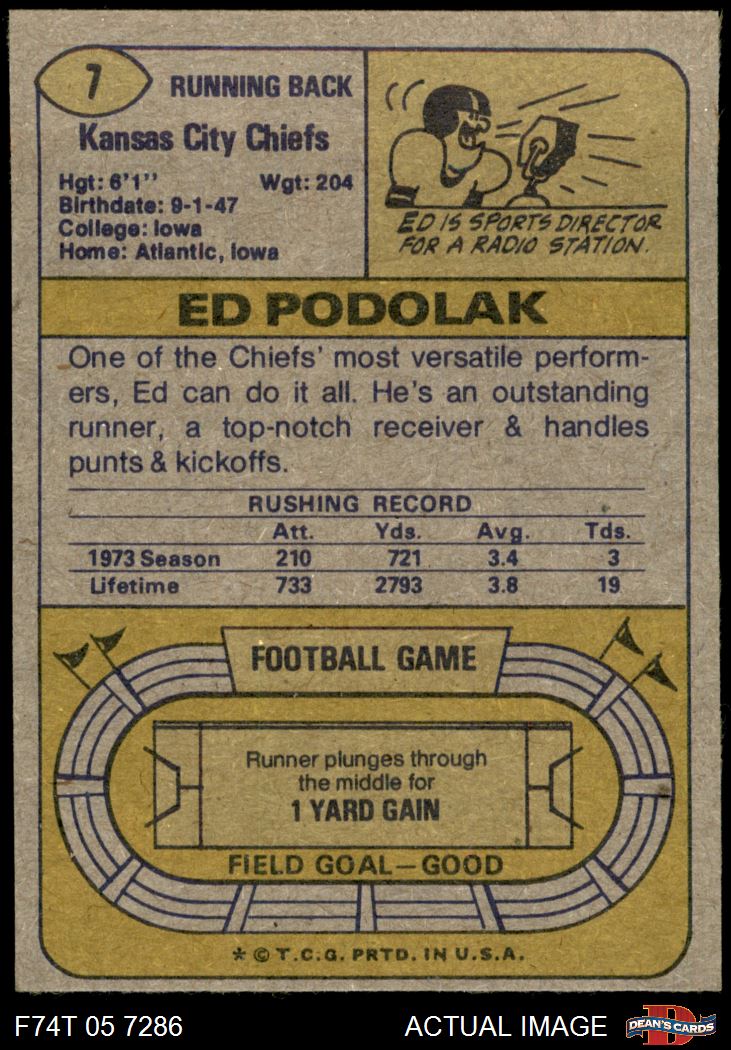 7
RUNNING BACK
Kansas City Chiefs
Hgt: 6'1" Wgt: 204
Birthdate: 9-1-47
College: Iowa
Home: Atlantic, Iowa
ED IS SPORTS DIRECTOR
FOR A RADIO STATION.
ED PODOLAK
One of the Chiefs' most versatile perform-
ers, Ed can do it all. He's an outstanding
runner, a top-notch receiver & handles
punts & kickoffs.
RUSHING RECORD
Att. Yds. Avg. Tds.
1973 Season 210 721 3.4 3
Lifetime 733 2793 3.8 19
FOOTBALL GAME
Runner plunges through
the middle for
1 YARD GAIN
FIELD GOAL—GOOD
* © T.C.G. PRTD. IN U.S.A.
F74T 05 7286 ACTUAL IMAGE D DEAN'S CARDS